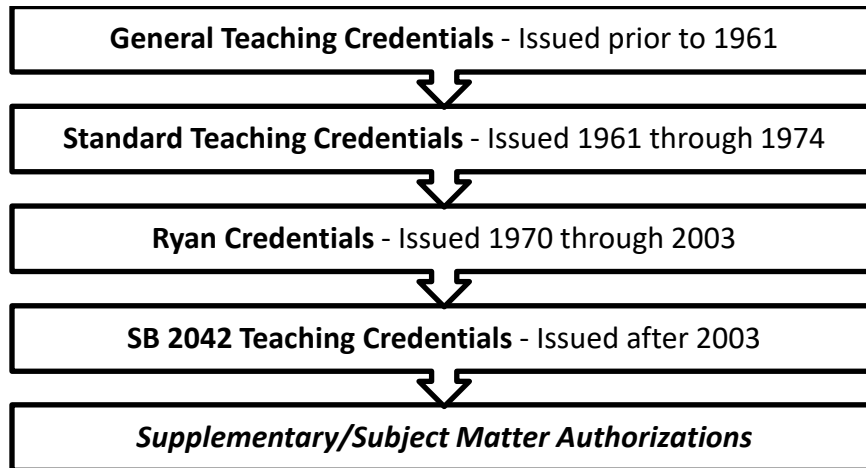 General Teaching Credentials - Issued prior to 1961
Standard Teaching Credentials - Issued 1961 through 1974
Ryan Credentials - Issued 1970 through 2003
SB 2042 Teaching Credentials - Issued after 2003
Supplementary/Subject Matter Authorizations